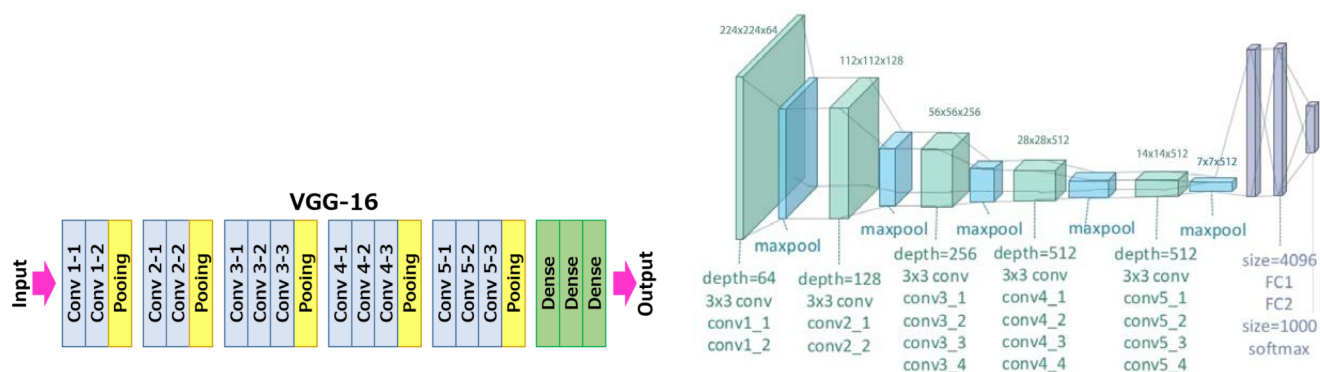 VGG-16
Input
Conv 1-1
Conv 1-2
Pooing
Conv 2-1
Conv 2-2
Pooing
Conv 3-1
Conv 3-2
Conv 3-3
Pooing
Conv 4-1
Conv 4-2
Conv 4-3
Pooing
Conv 5-1
Conv 5-2
Conv 5-3
Pooing
Dense
Dense
Dense
Output
224x224x64
112x112x128
56x56x256
28x28x512
14x14x512
7x7x512
maxpool
maxpool
maxpool
maxpool
maxpool
depth=64
3x3 conv
conv1_1
conv1_2
depth=128
3x3 conv
conv2_1
conv2_2
depth=256
3x3 conv
conv3_1
conv3_2
conv3_3
conv3_4
depth=512
3x3 conv
conv4_1
conv4_2
conv4_3
conv4_4
depth=512
3x3 conv
conv5_1
conv5_2
conv5_3
conv5_4
size=4096
FC1
FC2
size=1000
softmax